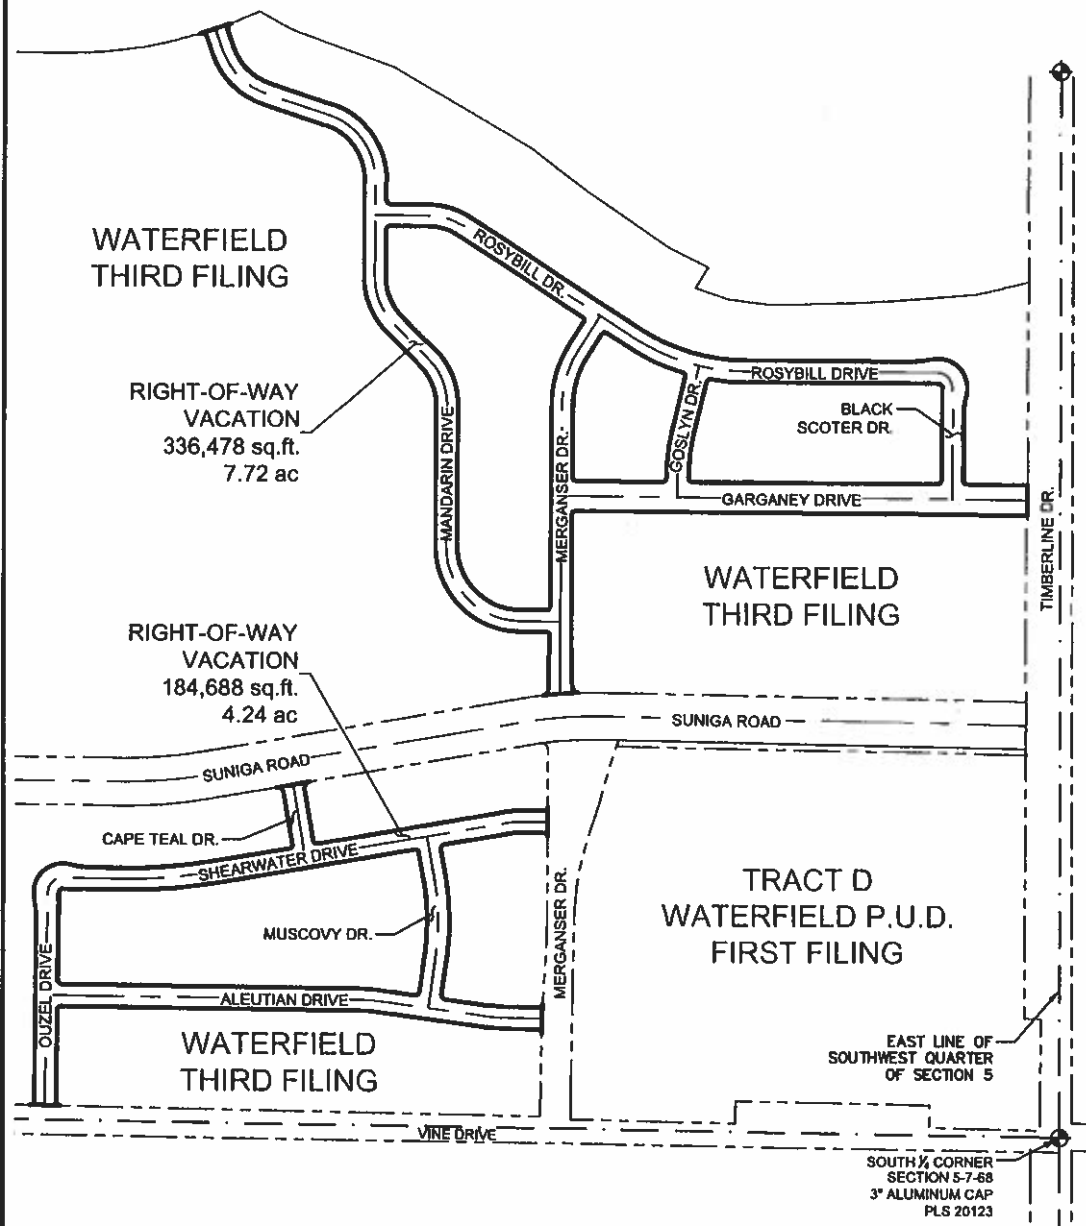 WATERFIELD
THIRD FILING
ROSYBILL DR.
RIGHT-OF-WAY
VACATION
336,478 sq.ft.
7.72 ac
MANDARIN DRIVE
MERGANSER DR.
GOSLYN DR.
ROSYBILL DRIVE
BLACK
SCOTER DR.
GARGANEY DRIVE
TIMBERLINE DR.
WATERFIELD
THIRD FILING
RIGHT-OF-WAY
VACATION
184,688 sq.ft.
4.24 ac
SUNIGA ROAD
SUNIGA ROAD
CAPE TEAL DR.
SHEARWATER DRIVE
MUSCOVY DR.
MERGANSER DR.
TRACT D
WATERFIELD P.U.D.
FIRST FILING
OUZEL DRIVE
ALEUTIAN DRIVE
WATERFIELD
THIRD FILING
EAST LINE OF
SOUTHWEST QUARTER
OF SECTION 5
VINE DRIVE
SOUTH ¼ CORNER
SECTION 5-7-68
3" ALUMINUM CAP
PLS 20123